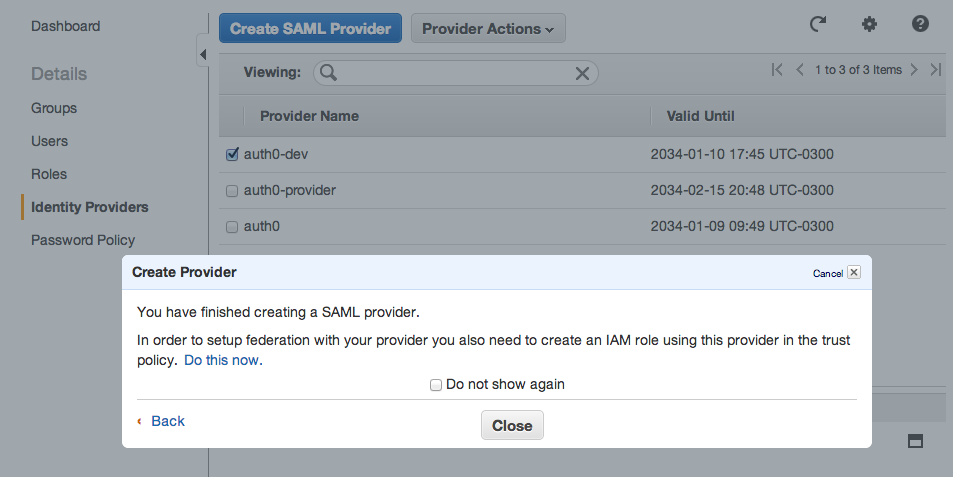 Dashboard
Create SAML Provider
Provider Actions
Details
Viewing:
1 to 3 of 3 Items
Groups
Provider Name
Valid Until
Users
auth0-dev
2034-01-10 17:45 UTC-0300
Roles
auth0-provider
2034-02-15 20:48 UTC-0300
Identity Providers
auth0
2034-01-09 09:49 UTC-0300
Password Policy
Create Provider
Cancel
You have finished creating a SAML provider.
In order to setup federation with your provider you also need to create an IAM role using this provider in the trust
policy. Do this now.
Do not show again
Back
Close